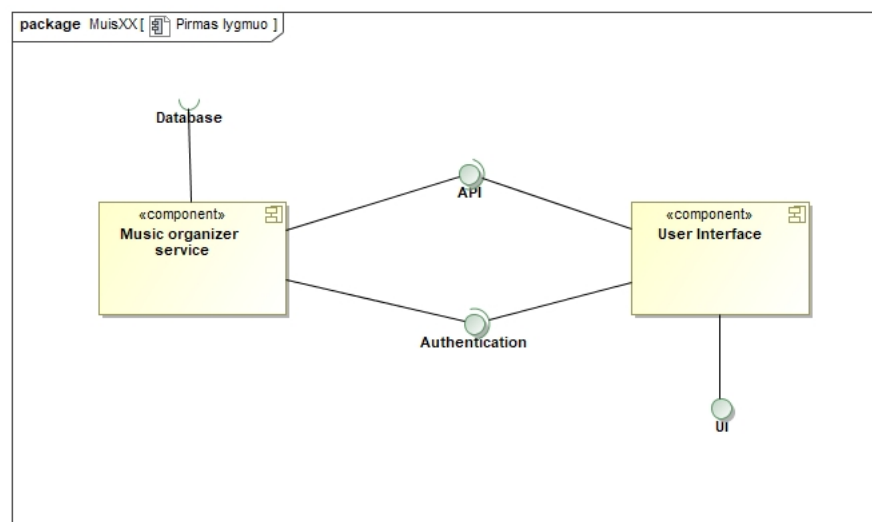 package MuisXX [ Pirmas lygmuo ]
Database
API
«component»
Music organizer
service
«component»
User Interface
Authentication
UI